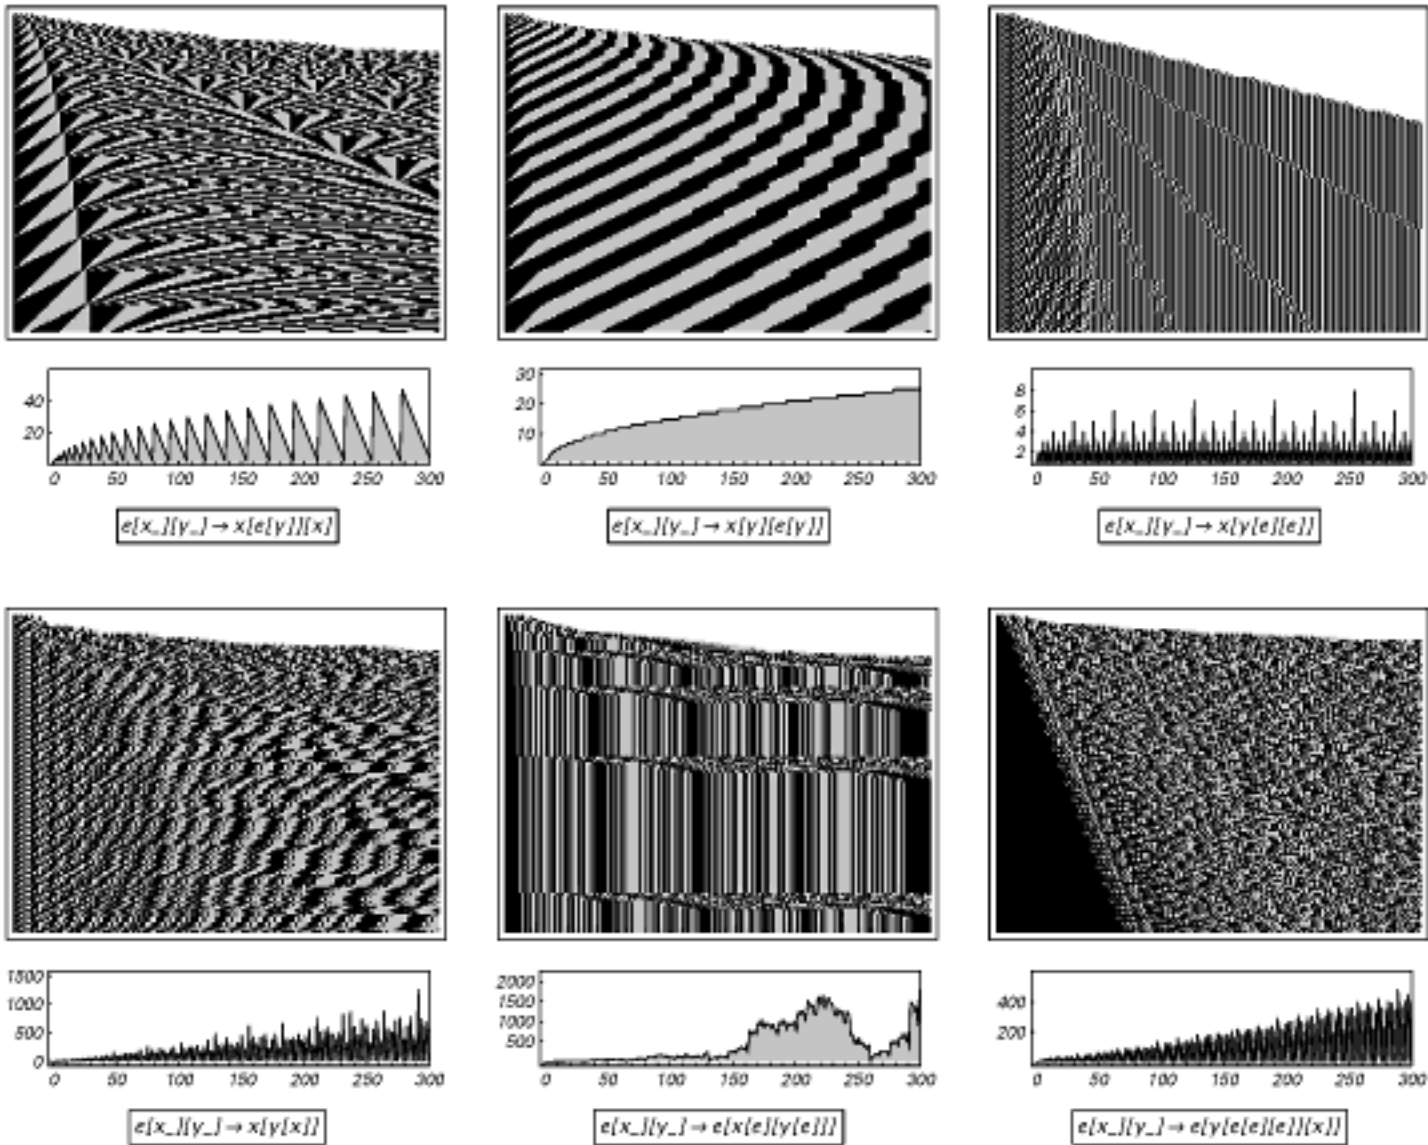 40
20
0 50 100 150 200 250 300
e[x_][y_] → x[e[y]][x]
30
20
10
0 50 100 150 200 250 300
e[x_][y_] → x[y][e[y]]
8
6
4
2
0 50 100 150 200 250 300
e[x_][y_] → x[y[e][e]]
1500
1000
500
0
0 50 100 150 200 250 300
e[x_][y_] → x[y[x]]
2000
1500
1000
500
0 50 100 150 200 250 300
e[x_][y_] → e[x[e][y[e]]]
400
200
0 50 100 150 200 250 300
e[x_][y_] → e[y[e[e][e]][x]]